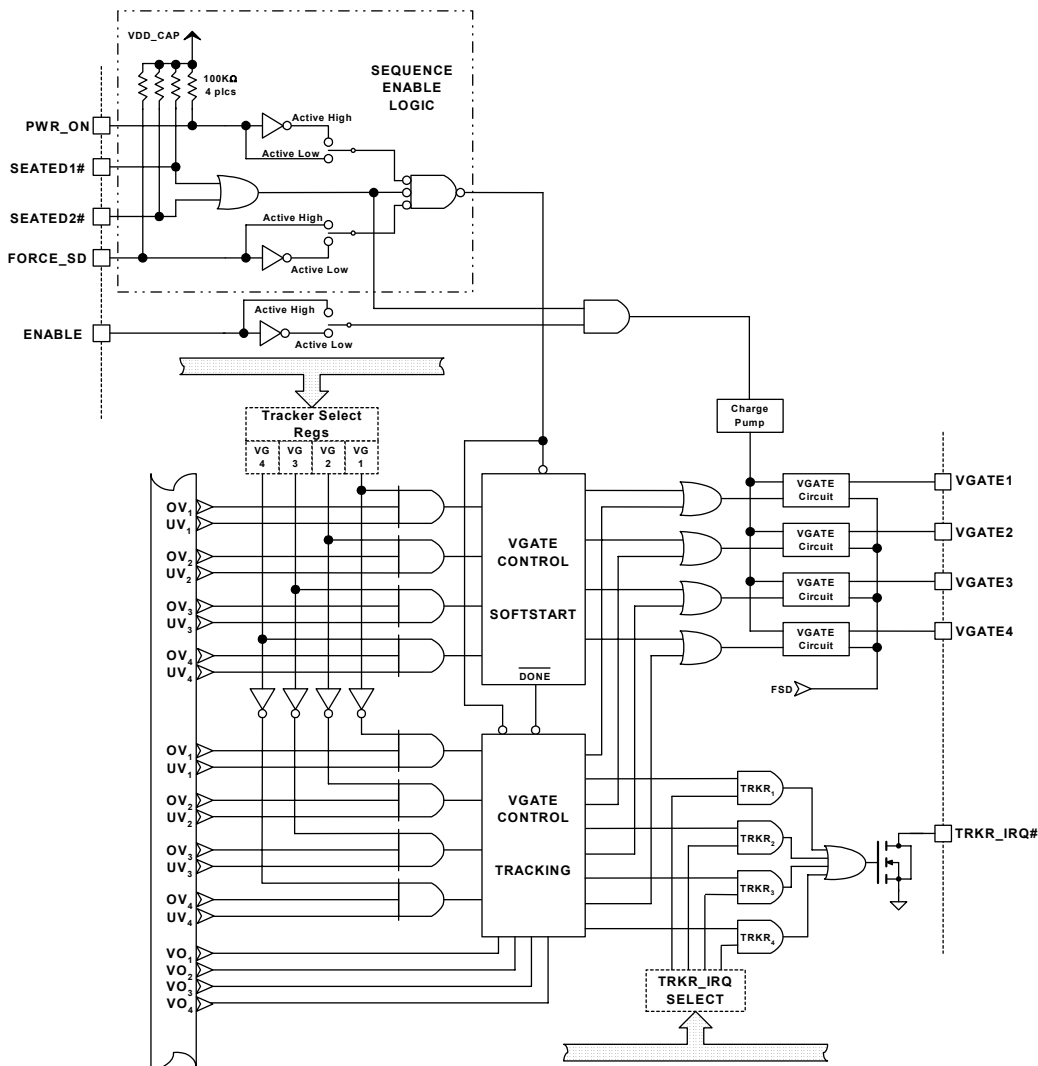 VDD_CAP
100KΩ
4 plcs
SEQUENCE
ENABLE
LOGIC
PWR_ON
Active High
Active Low
SEATED1#
SEATED2#
Active High
FORCE_SD
Active Low
Active High
ENABLE
Active Low
Tracker Select
Regs
VG
4
VG
3
VG
2
VG
1
Charge
Pump
OV1
UV1
OV2
UV2
OV3
UV3
OV4
UV4
VGATE
CONTROL
SOFTSTART
DONE
VGATE
Circuit
VGATE1
VGATE
Circuit
VGATE2
VGATE
Circuit
VGATE3
VGATE
Circuit
VGATE4
FSD
OV1
UV1
OV2
UV2
OV3
UV3
OV4
UV4
VO1
VO2
VO3
VO4
VGATE
CONTROL
TRACKING
TRKR1
TRKR2
TRKR3
TRKR4
TRKR_IRQ#
TRKR_IRQ
SELECT